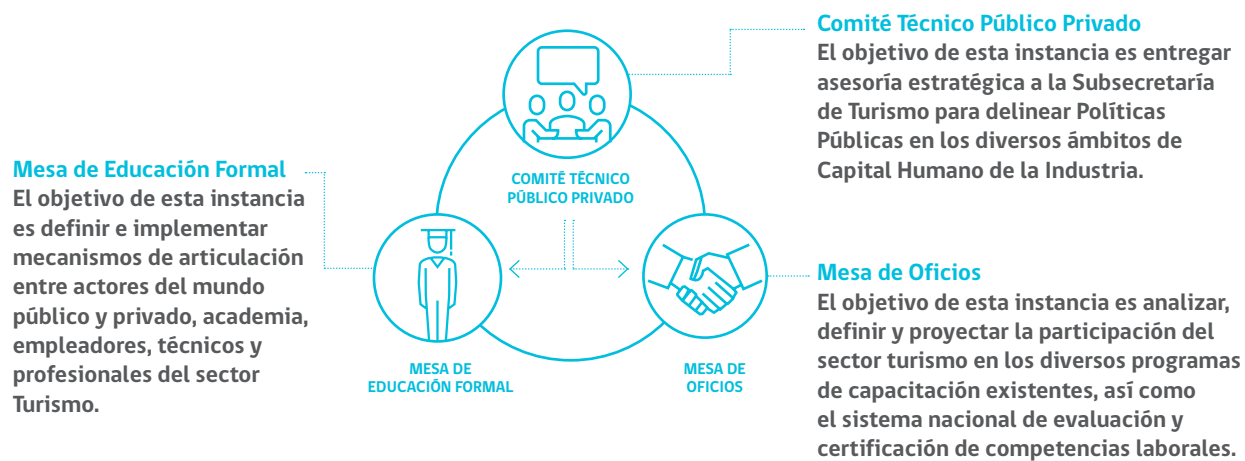 Comité Técnico Público Privado
El objetivo de esta instancia es entregar
asesoría estratégica a la Subsecretaría
de Turismo para delinear Políticas
Públicas en los diversos ámbitos de
Capital Humano de la Industria.
Mesa de Educación Formal
El objetivo de esta instancia
es definir e implementar
mecanismos de articulación
entre actores del mundo
público y privado, academia,
empleadores, técnicos y
profesionales del sector
Turismo.
COMITÉ TÉCNICO
PÚBLICO PRIVADO
MESA DE
EDUCACIÓN FORMAL
MESA DE
OFICIOS
Mesa de Oficios
El objetivo de esta instancia es analizar,
definir y proyectar la participación del
sector turismo en los diversos programas
de capacitación existentes, así como
el sistema nacional de evaluación y
certificación de competencias laborales.